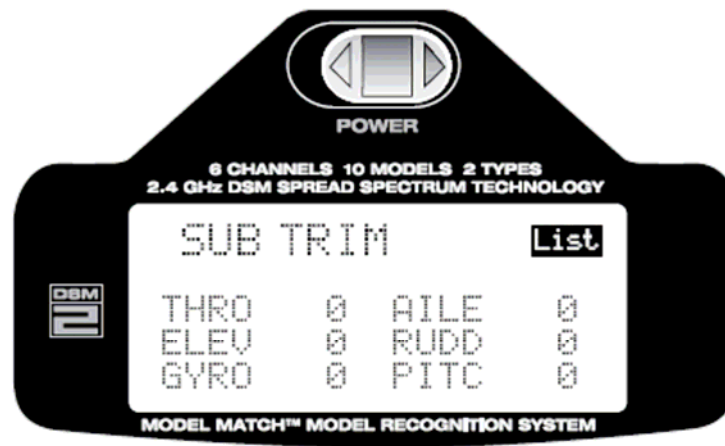 POWER
6 CHANNELS 10 MODELS 2 TYPES
2.4 GHz DSM SPREAD SPECTRUM TECHNOLOGY
SUB TRIM List
DSM
2
THRO 0 AILE 0
ELEV 0 RUDD 0
GYRO 0 PITC 0
MODEL MATCH™ MODEL RECOGNITION SYSTEM